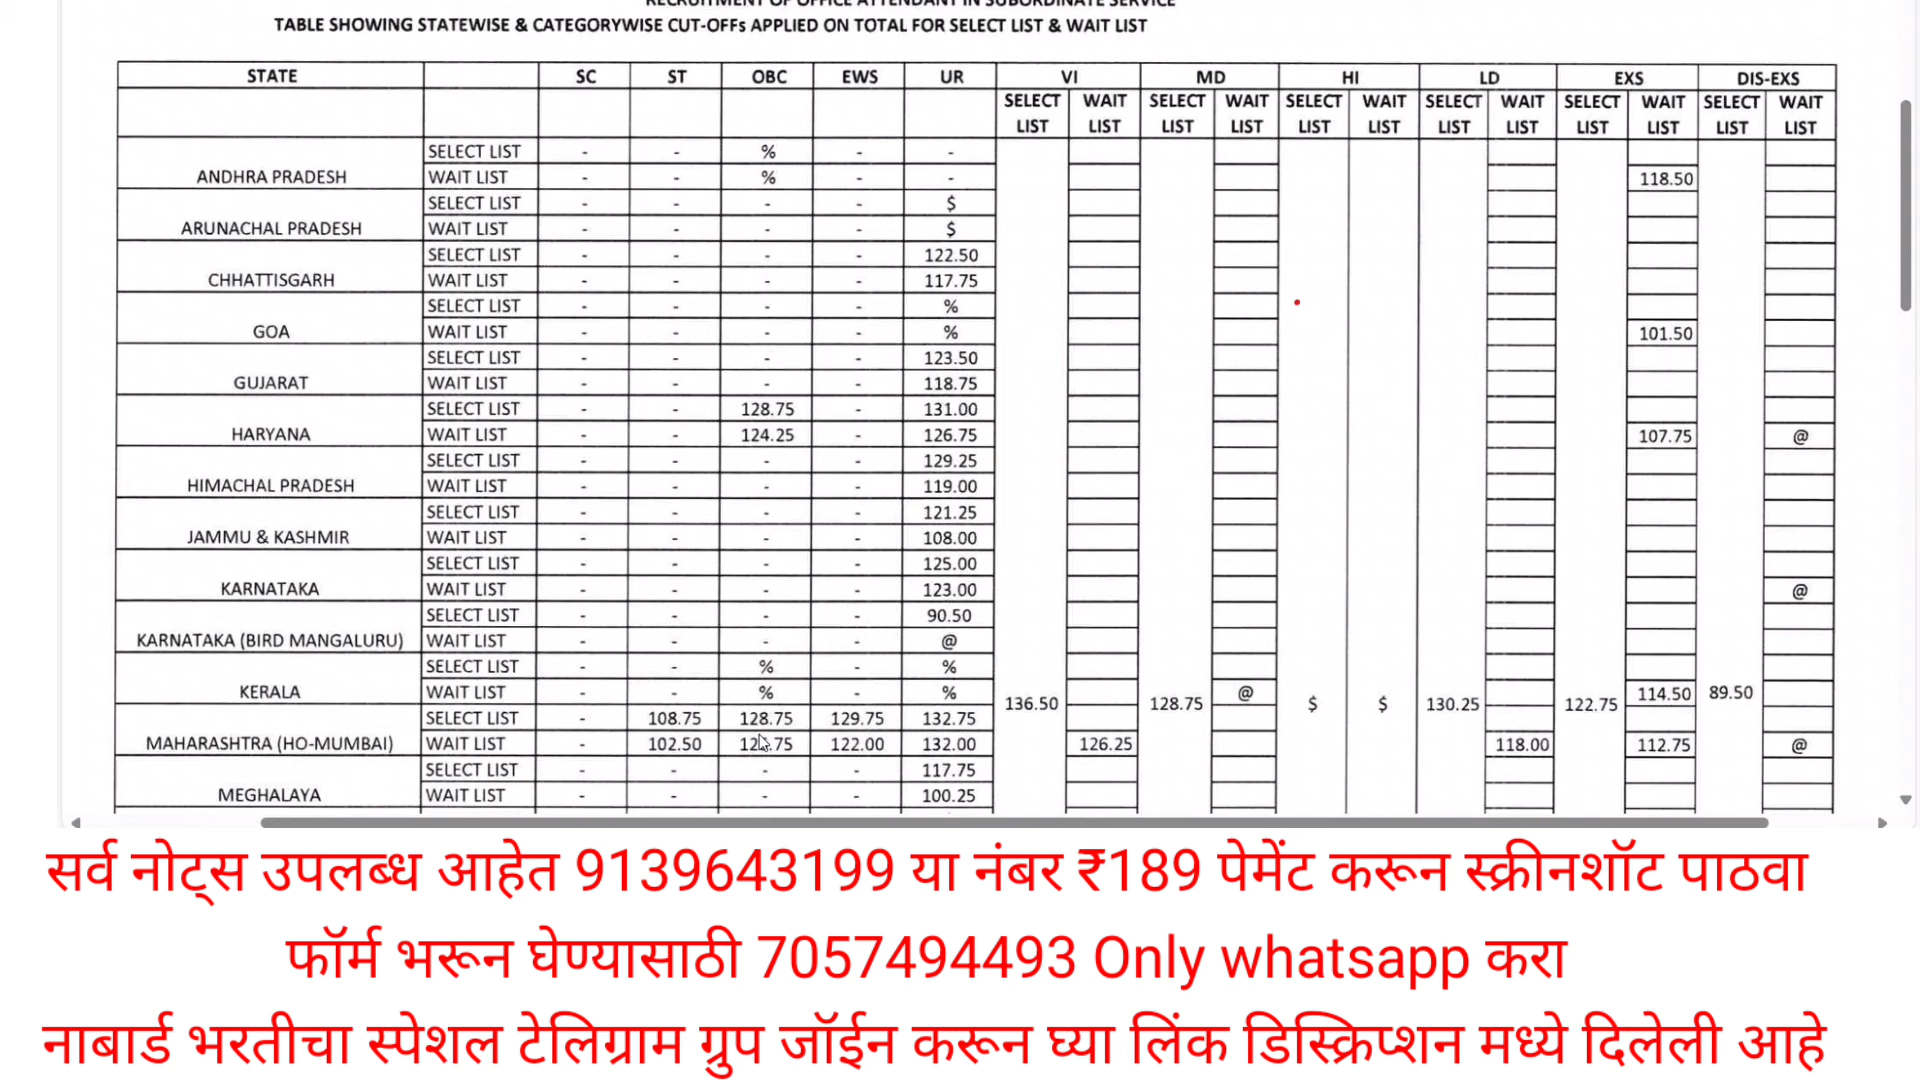 RECRUITMENT OF OFFICE ATTENDANT IN SUBORDINATE SERVICE
TABLE SHOWING STATEWISE & CATEGORYWISE CUT-OFFs APPLIED ON TOTAL FOR SELECT LIST & WAIT LIST
STATE SC ST OBC EWS UR VI MD HI LD EXS DIS-EXS
SELECT LIST WAIT LIST SELECT LIST WAIT LIST SELECT LIST WAIT LIST SELECT LIST WAIT LIST SELECT LIST WAIT LIST SELECT LIST WAIT LIST
SELECT LIST - - % - -
ANDHRA PRADESH WAIT LIST - - % - - 118.50
SELECT LIST - - - - $
ARUNACHAL PRADESH WAIT LIST - - - - $
SELECT LIST - - - - 122.50
CHHATTISGARH WAIT LIST - - - - 117.75
SELECT LIST - - - - %
GOA WAIT LIST - - - - % 101.50
SELECT LIST - - - - 123.50
GUJARAT WAIT LIST - - - - 118.75
SELECT LIST - - 128.75 - 131.00
HARYANA WAIT LIST - - 124.25 - 126.75 107.75 @
SELECT LIST - - - - 129.25
HIMACHAL PRADESH WAIT LIST - - - - 119.00
SELECT LIST - - - - 121.25
JAMMU & KASHMIR WAIT LIST - - - - 108.00
SELECT LIST - - - - 125.00
KARNATAKA WAIT LIST - - - - 123.00 @
SELECT LIST - - - - 90.50
KARNATAKA (BIRD MANGALURU) WAIT LIST - - - - @
SELECT LIST - - % - %
KERALA WAIT LIST - - % - % @ 114.50
136.50 128.75 $ $ 130.25 122.75 89.50
SELECT LIST - 108.75 128.75 129.75 132.75
MAHARASHTRA (HO-MUMBAI) WAIT LIST - 102.50 122.00 132.00 126.25 118.00 112.75 @
SELECT LIST - - - - 117.75
MEGHALAYA WAIT LIST - - - - 100.25
सर्व नोट्स उपलब्ध आहेत 9139643199 या नंबर ₹189 पेमेंट करून स्क्रीनशॉट पाठवा
फॉर्म भरून घेण्यासाठी 7057494493 Only whatsapp करा
नाबार्ड भरतीचा स्पेशल टेलिग्राम ग्रुप जॉईन करून घ्या लिंक डिस्क्रिप्शन मध्ये दिलेली आहे